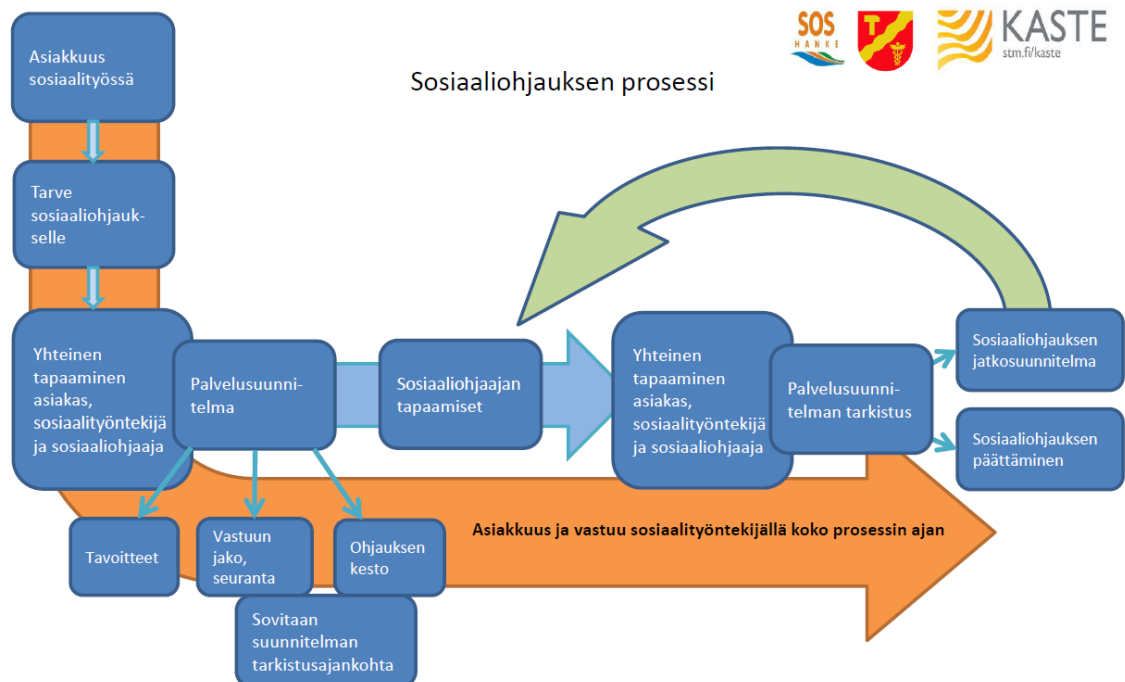 SOS
HANKE
T
KASTE
stm.fi/kaste
Sosiaaliohjauksen prosessi
Asiakkuus
sosiaalityössä
Tarve
sosiaaliohjauk-
selle
Yhteinen
tapaaminen
asiakas,
sosiaalityöntekijä
ja sosiaaliohjaaja
Palvelusuunni-
telma
Sosiaaliohjaajan
tapaamiset
Yhteinen
tapaaminen
asiakas,
sosiaalityöntekijä
ja sosiaaliohjaaja
Palvelusuunni-
telman tarkistus
Sosiaaliohjauksen
jatkosuunnitelma
Sosiaaliohjauksen
päättäminen
Asiakkuus ja vastuu sosiaalityöntekijällä koko prosessin ajan
Tavoitteet
Vastuun
jako,
seuranta
Ohjauksen
kesto
Sovitaan
suunnitelman
tarkistusajankohta